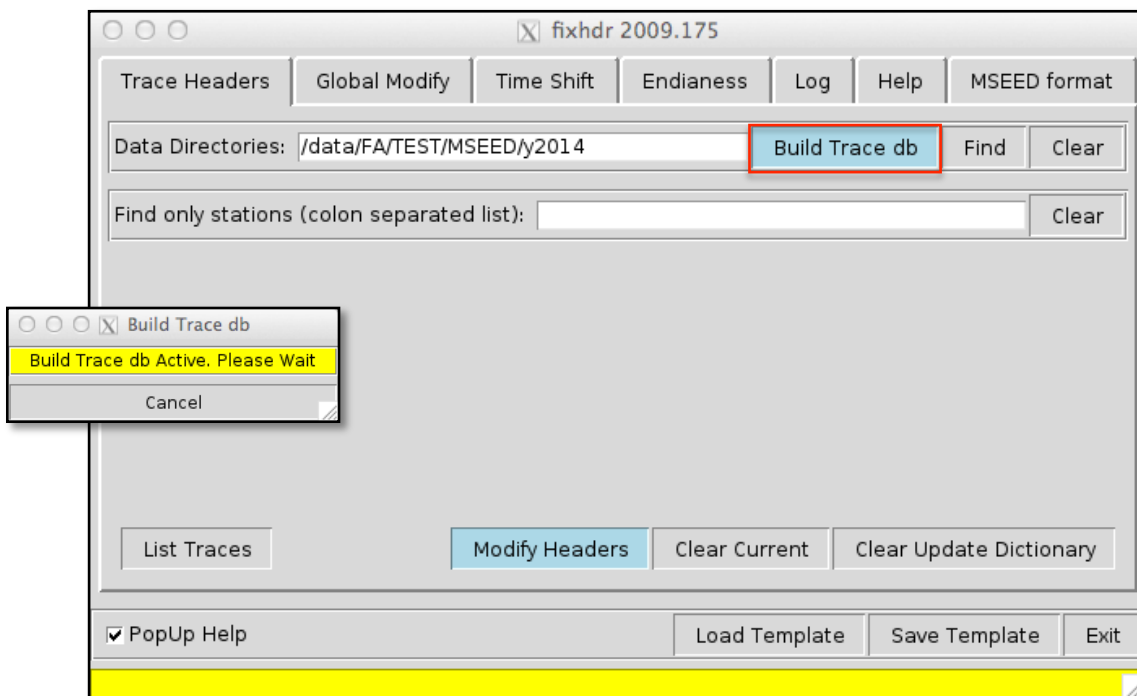 fixhdr 2009.175
Trace Headers Global Modify Time Shift Endianess Log Help MSEED format
Data Directories: /data/FA/TEST/MSEED/y2014 Build Trace db Find Clear
Find only stations (colon separated list): Clear
Build Trace db
Build Trace db Active. Please Wait
Cancel
List Traces Modify Headers Clear Current Clear Update Dictionary
PopUp Help Load Template Save Template Exit